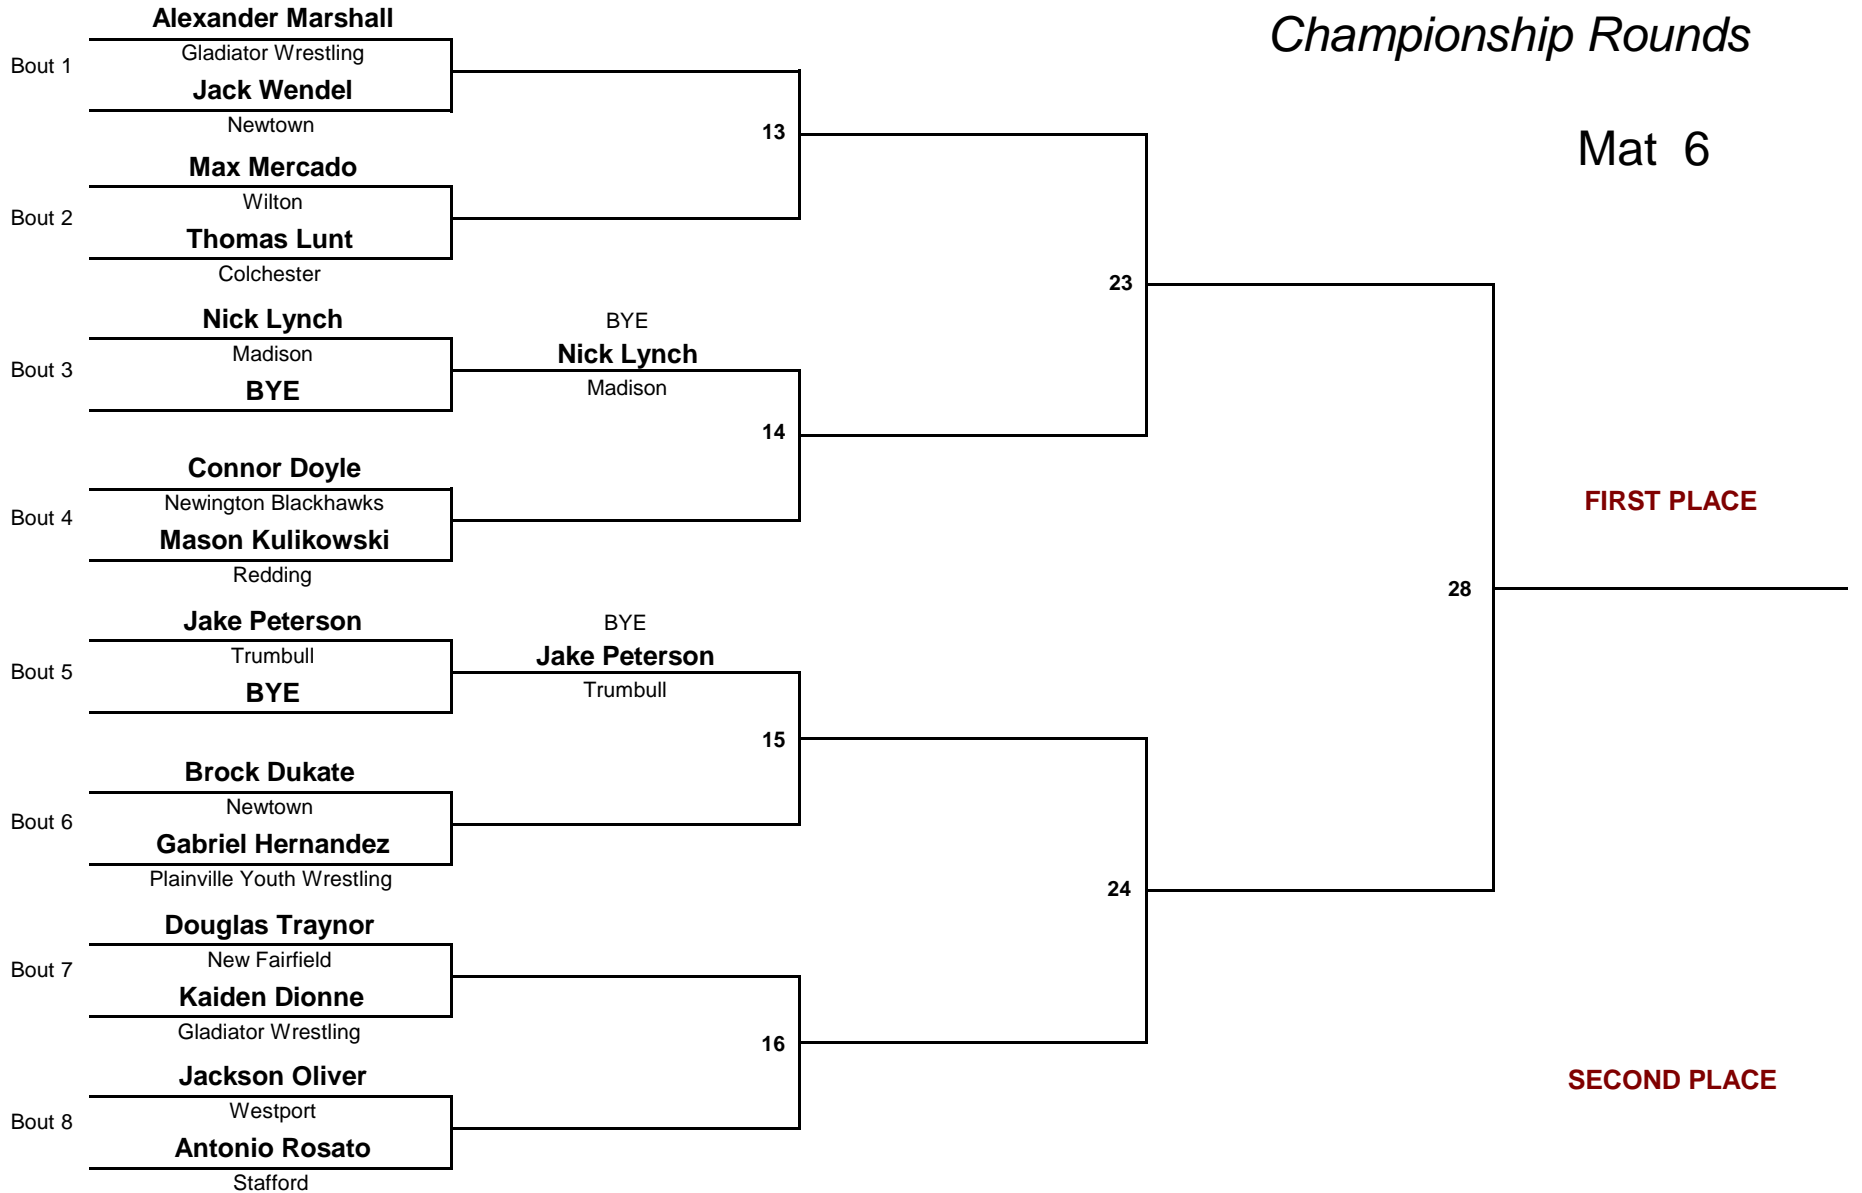 Championship Rounds
Mat 6
Alexander Marshall
Bout 1
Gladiator Wrestling
Jack Wendel
Newtown
13
Max Mercado
Bout 2
Wilton
Thomas Lunt
Colchester
23
Nick Lynch
Bout 3
Madison
BYE
BYE
Nick Lynch
Madison
14
Connor Doyle
Bout 4
Newington Blackhawks
Mason Kulikowski
Redding
FIRST PLACE
28
Jake Peterson
Bout 5
Trumbull
BYE
BYE
Jake Peterson
Trumbull
15
Brock Dukate
Bout 6
Newtown
Gabriel Hernandez
Plainville Youth Wrestling
24
Douglas Traynor
Bout 7
New Fairfield
Kaiden Dionne
Gladiator Wrestling
16
Jackson Oliver
Bout 8
Westport
Antonio Rosato
Stafford
SECOND PLACE